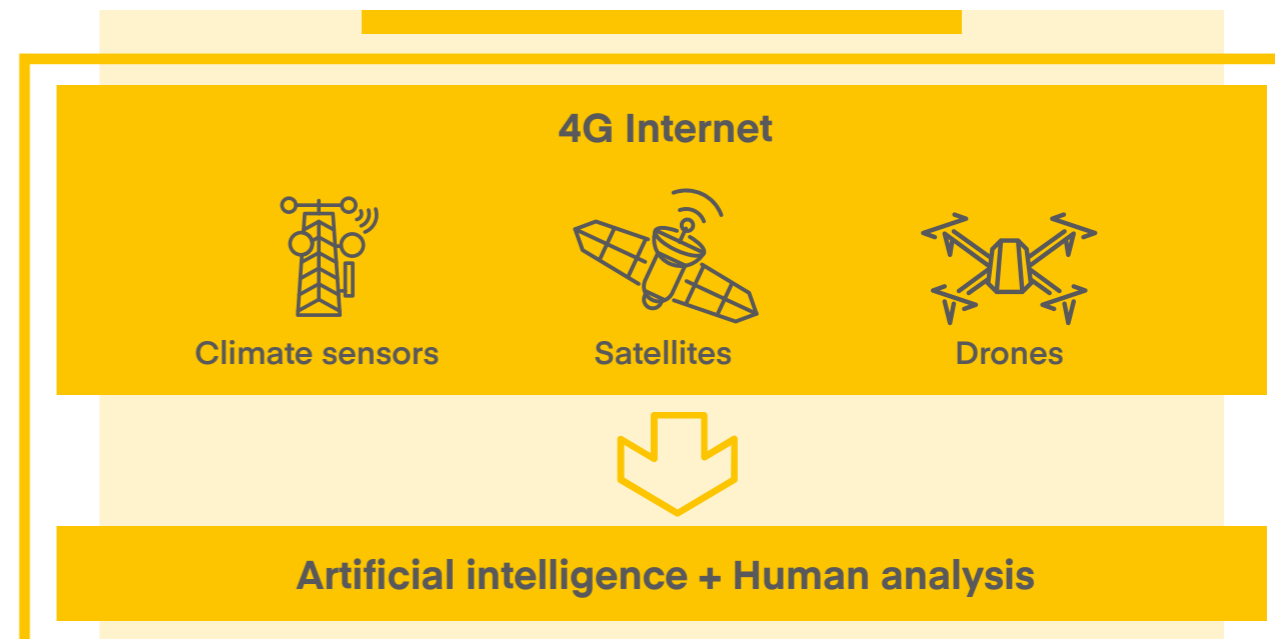 4G Internet
Climate sensors
Satellites
Drones
Artificial intelligence + Human analysis